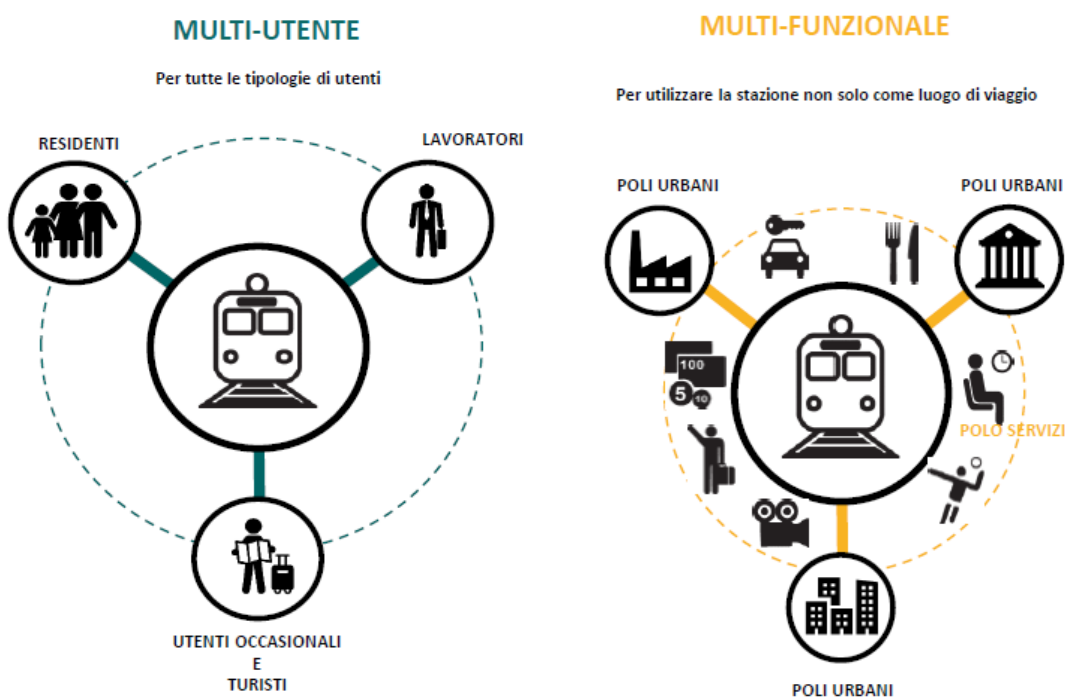 MULTI-UTENTE
Per tutte le tipologie di utenti
RESIDENTI
LAVORATORI
UTENTI OCCASIONALI
E
TURISTI
MULTI-FUNZIONALE
Per utilizzare la stazione non solo come luogo di viaggio
POLI URBANI
POLI URBANI
100
5
10
POLO SERVIZI
POLI URBANI